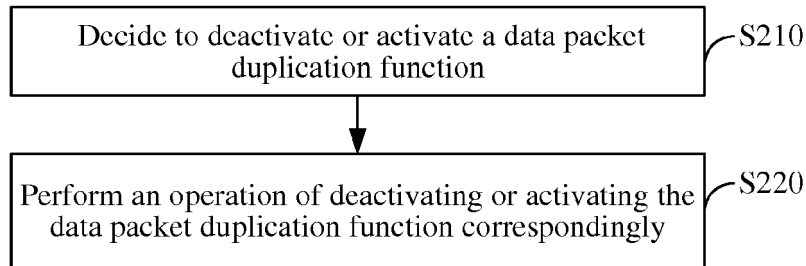 Decide to deactivate or activate a data packet
duplication function
S210
Perform an operation of deactivating or activating the
data packet duplication function correspondingly
S220